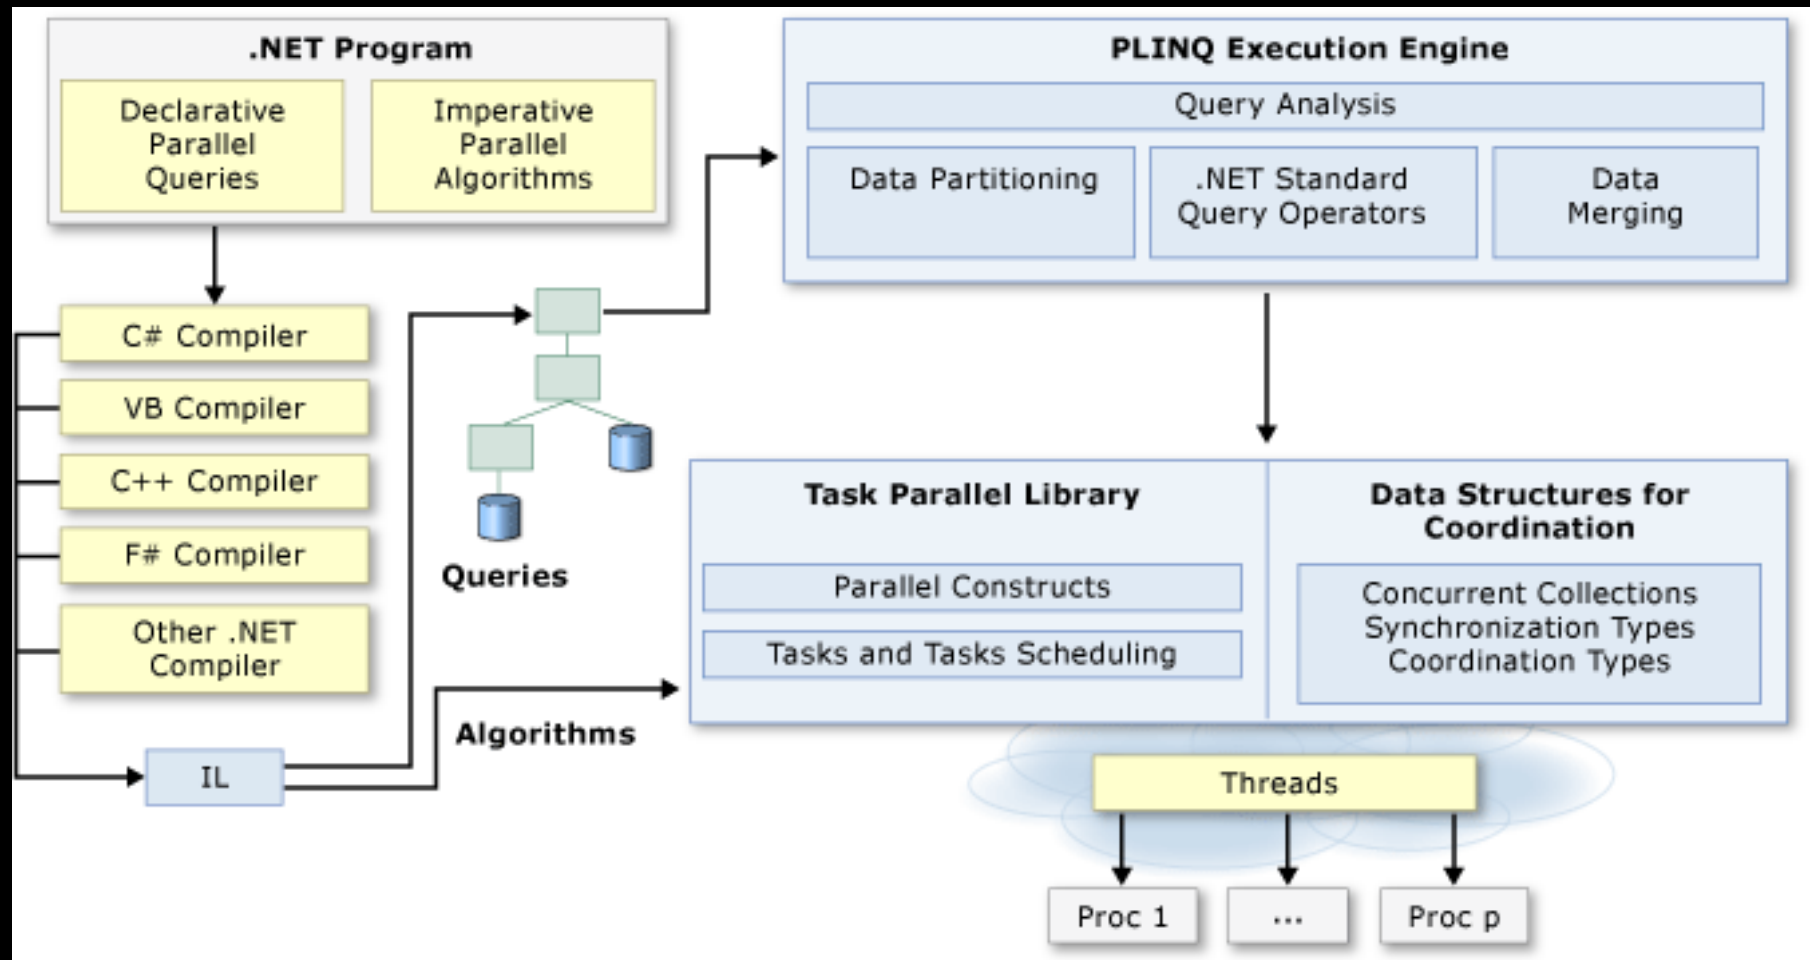 .NET Program
Declarative
Parallel
Queries
Imperative
Parallel
Algorithms
C# Compiler
VB Compiler
C++ Compiler
F# Compiler
Other .NET
Compiler
IL
Queries
Algorithms
PLINQ Execution Engine
Query Analysis
Data Partitioning
.NET Standard
Query Operators
Data
Merging
Task Parallel Library
Parallel Constructs
Tasks and Tasks Scheduling
Data Structures for
Coordination
Concurrent Collections
Synchronization Types
Coordination Types
Threads
Proc 1
...
Proc p